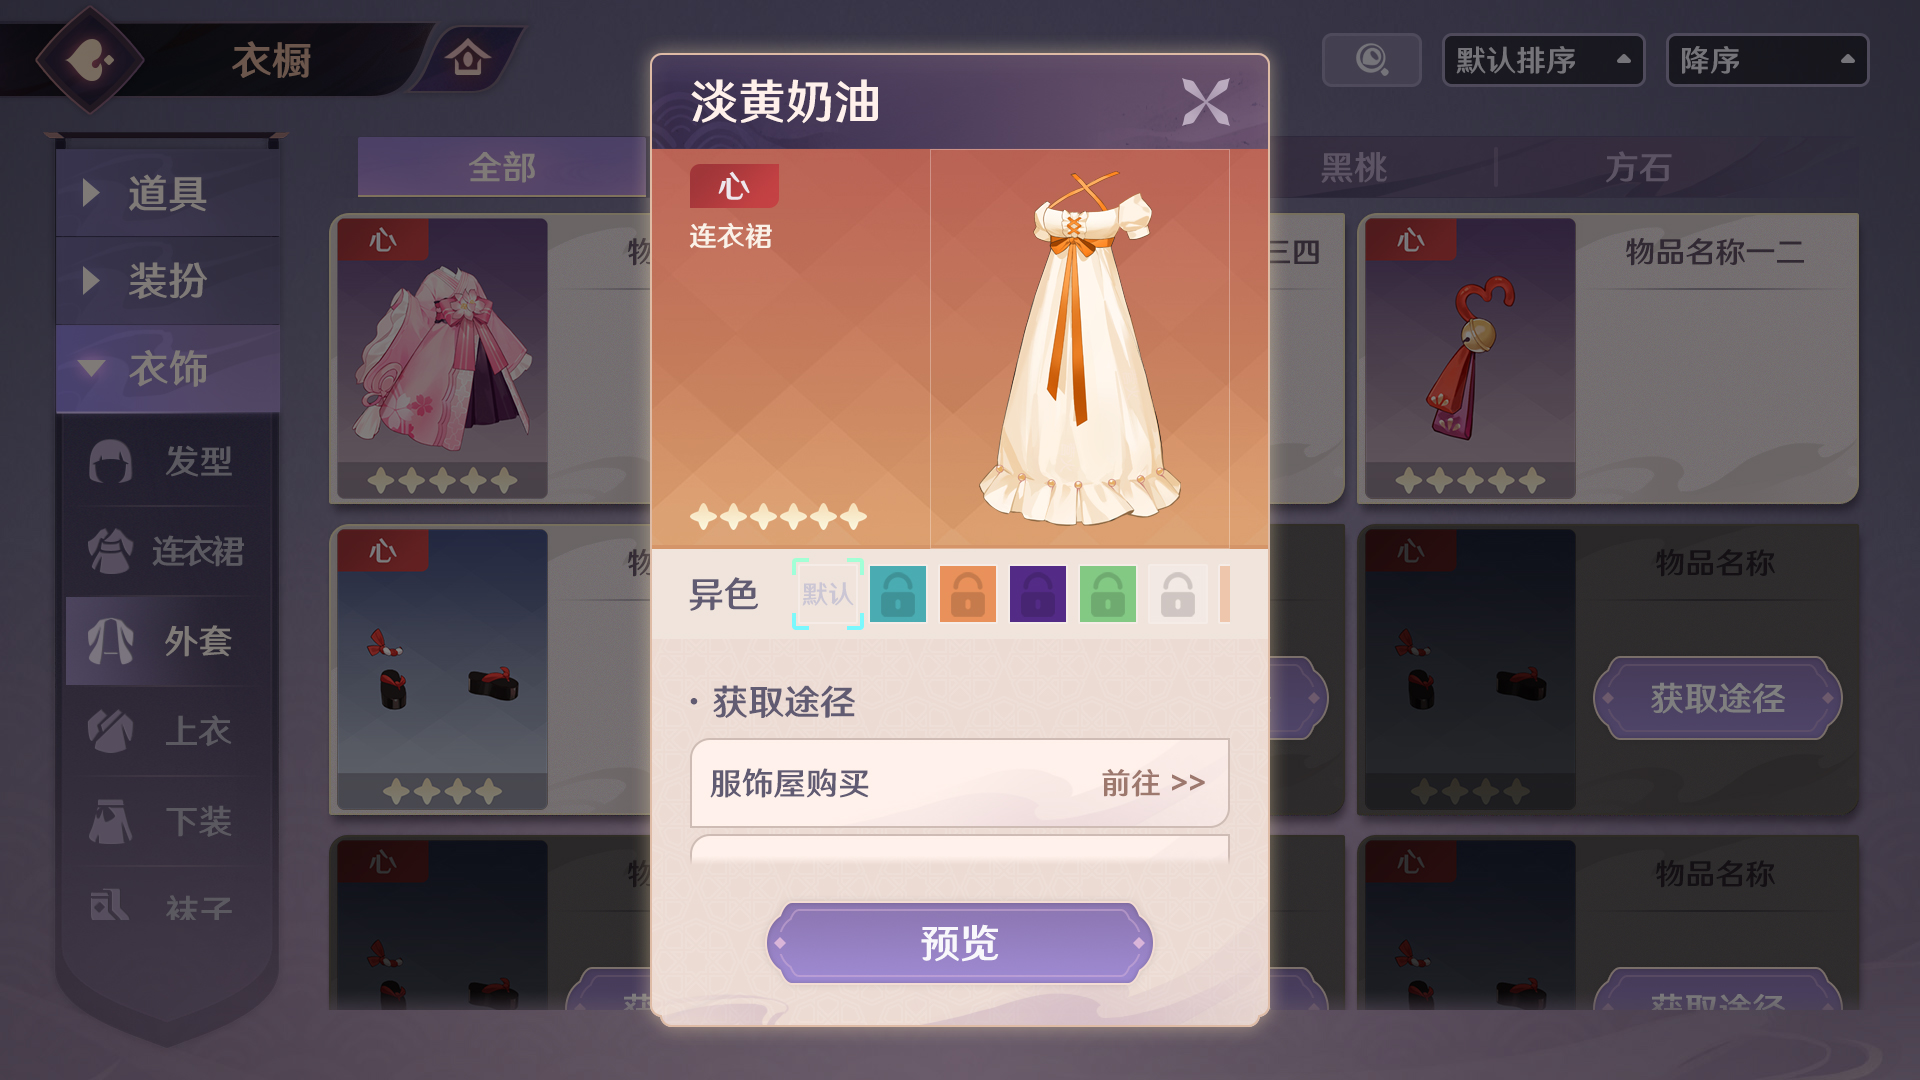 衣橱
默认排序
降序
道具
装扮
衣饰
发型
连衣裙
外套
上衣
下装
袜子
全部
黑桃
方石
心
物
三四
心
物品名称一二
心
物
心
物品名称
获取途径
心
物
获
心
物品名称
获取途径
淡黄奶油
心
连衣裙
异色
默认
· 获取途径
服饰屋购买
前往 >>
预览